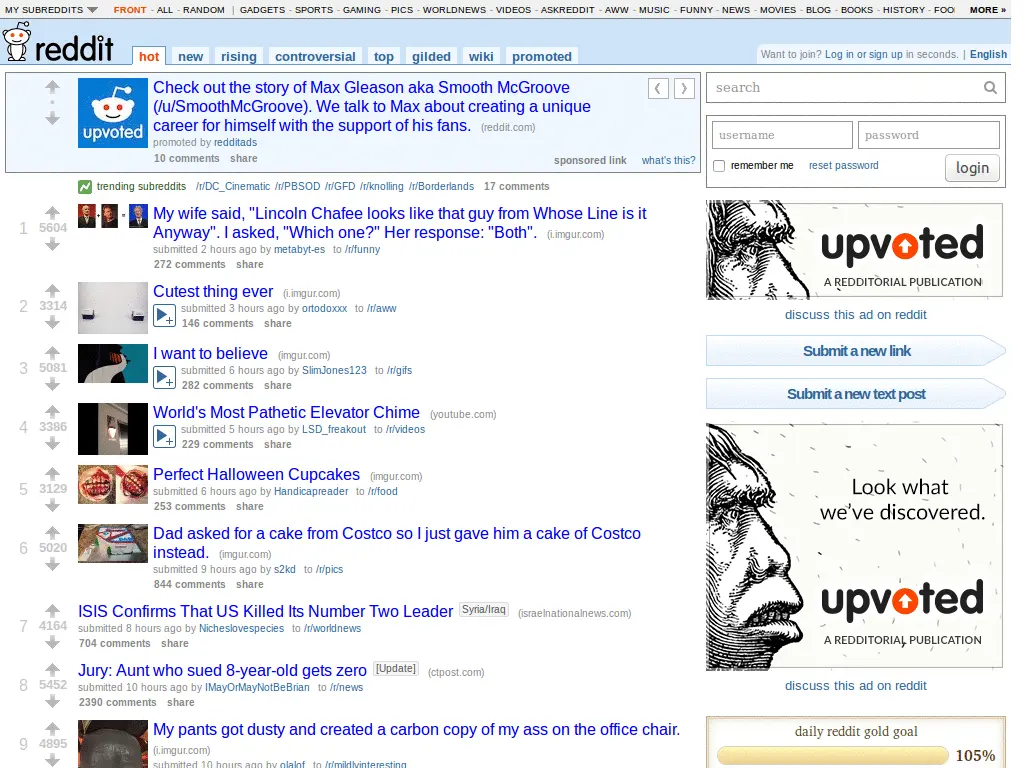 MY SUBREDDITS FRONT - ALL - RANDOM | GADGETS - SPORTS - GAMING - PICS - WORLDNEWS - VIDEOS - ASKREDDIT - AWW - MUSIC - FUNNY - NEWS - MOVIES - BLOG - BOOKS - HISTORY - FOO MORE »
reddit hot new rising controversial top gilded wiki promoted
Want to join? Log in or sign up in seconds. | English
Check out the story of Max Gleason aka Smooth McGroove
(/u/SmoothMcGroove). We talk to Max about creating a unique
career for himself with the support of his fans. (reddit.com)
upvoted
promoted by redditads
10 comments share
sponsored link what's this?
trending subreddits /r/DC_Cinematic /r/PBSOD /r/GFD /r/knolling /r/Borderlands 17 comments
1 5604
My wife said, "Lincoln Chafee looks like that guy from Whose Line is it
Anyway". I asked, "Which one?" Her response: "Both". (i.imgur.com)
submitted 2 hours ago by metabyt-es to /r/funny
272 comments share
2 3314
Cutest thing ever (i.imgur.com)
submitted 3 hours ago by ortodoxxx to /r/aww
146 comments share
3 5081
I want to believe (imgur.com)
submitted 6 hours ago by SlimJones123 to /r/gifs
282 comments share
4 3386
World's Most Pathetic Elevator Chime (youtube.com)
submitted 5 hours ago by LSD_freakout to /r/videos
229 comments share
5 3129
Perfect Halloween Cupcakes (imgur.com)
submitted 6 hours ago by Handicapreader to /r/food
253 comments share
6 5020
Dad asked for a cake from Costco so I just gave him a cake of Costco
instead. (imgur.com)
submitted 9 hours ago by s2kd to /r/pics
844 comments share
7 4164
ISIS Confirms That US Killed Its Number Two Leader Syria/Iraq (israelnationalnews.com)
submitted 8 hours ago by Nicheslovespecies to /r/worldnews
704 comments share
8 5452
Jury: Aunt who sued 8-year-old gets zero [Update] (ctpost.com)
submitted 10 hours ago by IMayOrMayNotBeBrian to /r/news
2390 comments share
9 4895
My pants got dusty and created a carbon copy of my ass on the office chair.
(i.imgur.com)
submitted 10 hours ago by olalof to /r/mildlyinteresting
search
username password
remember me reset password login
upvoted
A REDDITORIAL PUBLICATION
discuss this ad on reddit
Submit a new link
Submit a new text post
Look what
we've discovered.
upvoted
A REDDITORIAL PUBLICATION
discuss this ad on reddit
daily reddit gold goal
105%